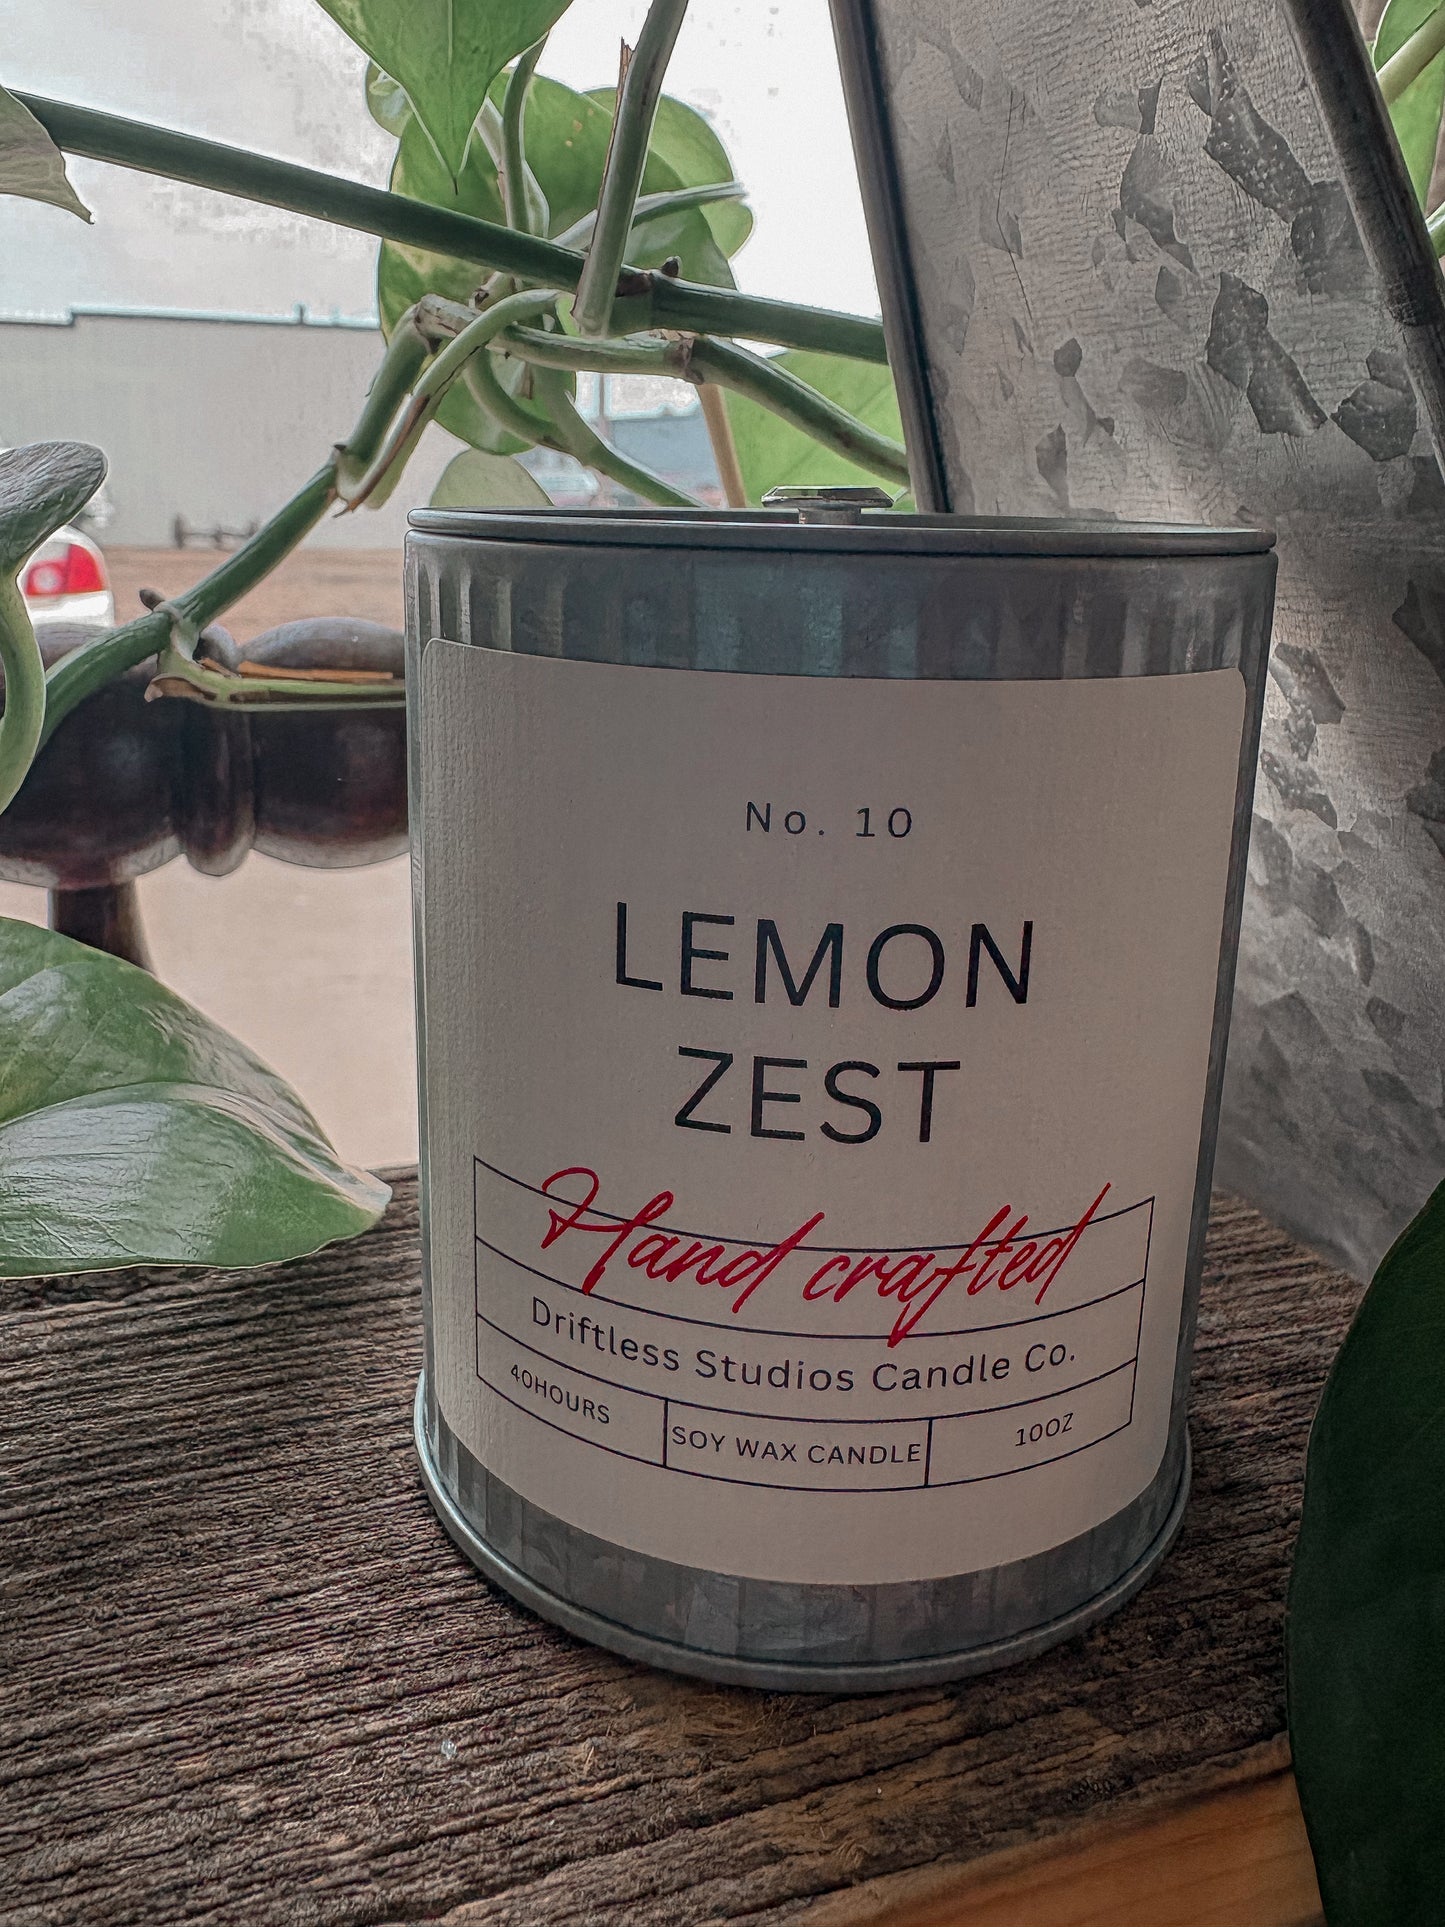 No. 10
LEMON
ZEST
Hand crafted
Driftless Studios Candle Co.
40HOURS
SOY WAX CANDLE
10OZ